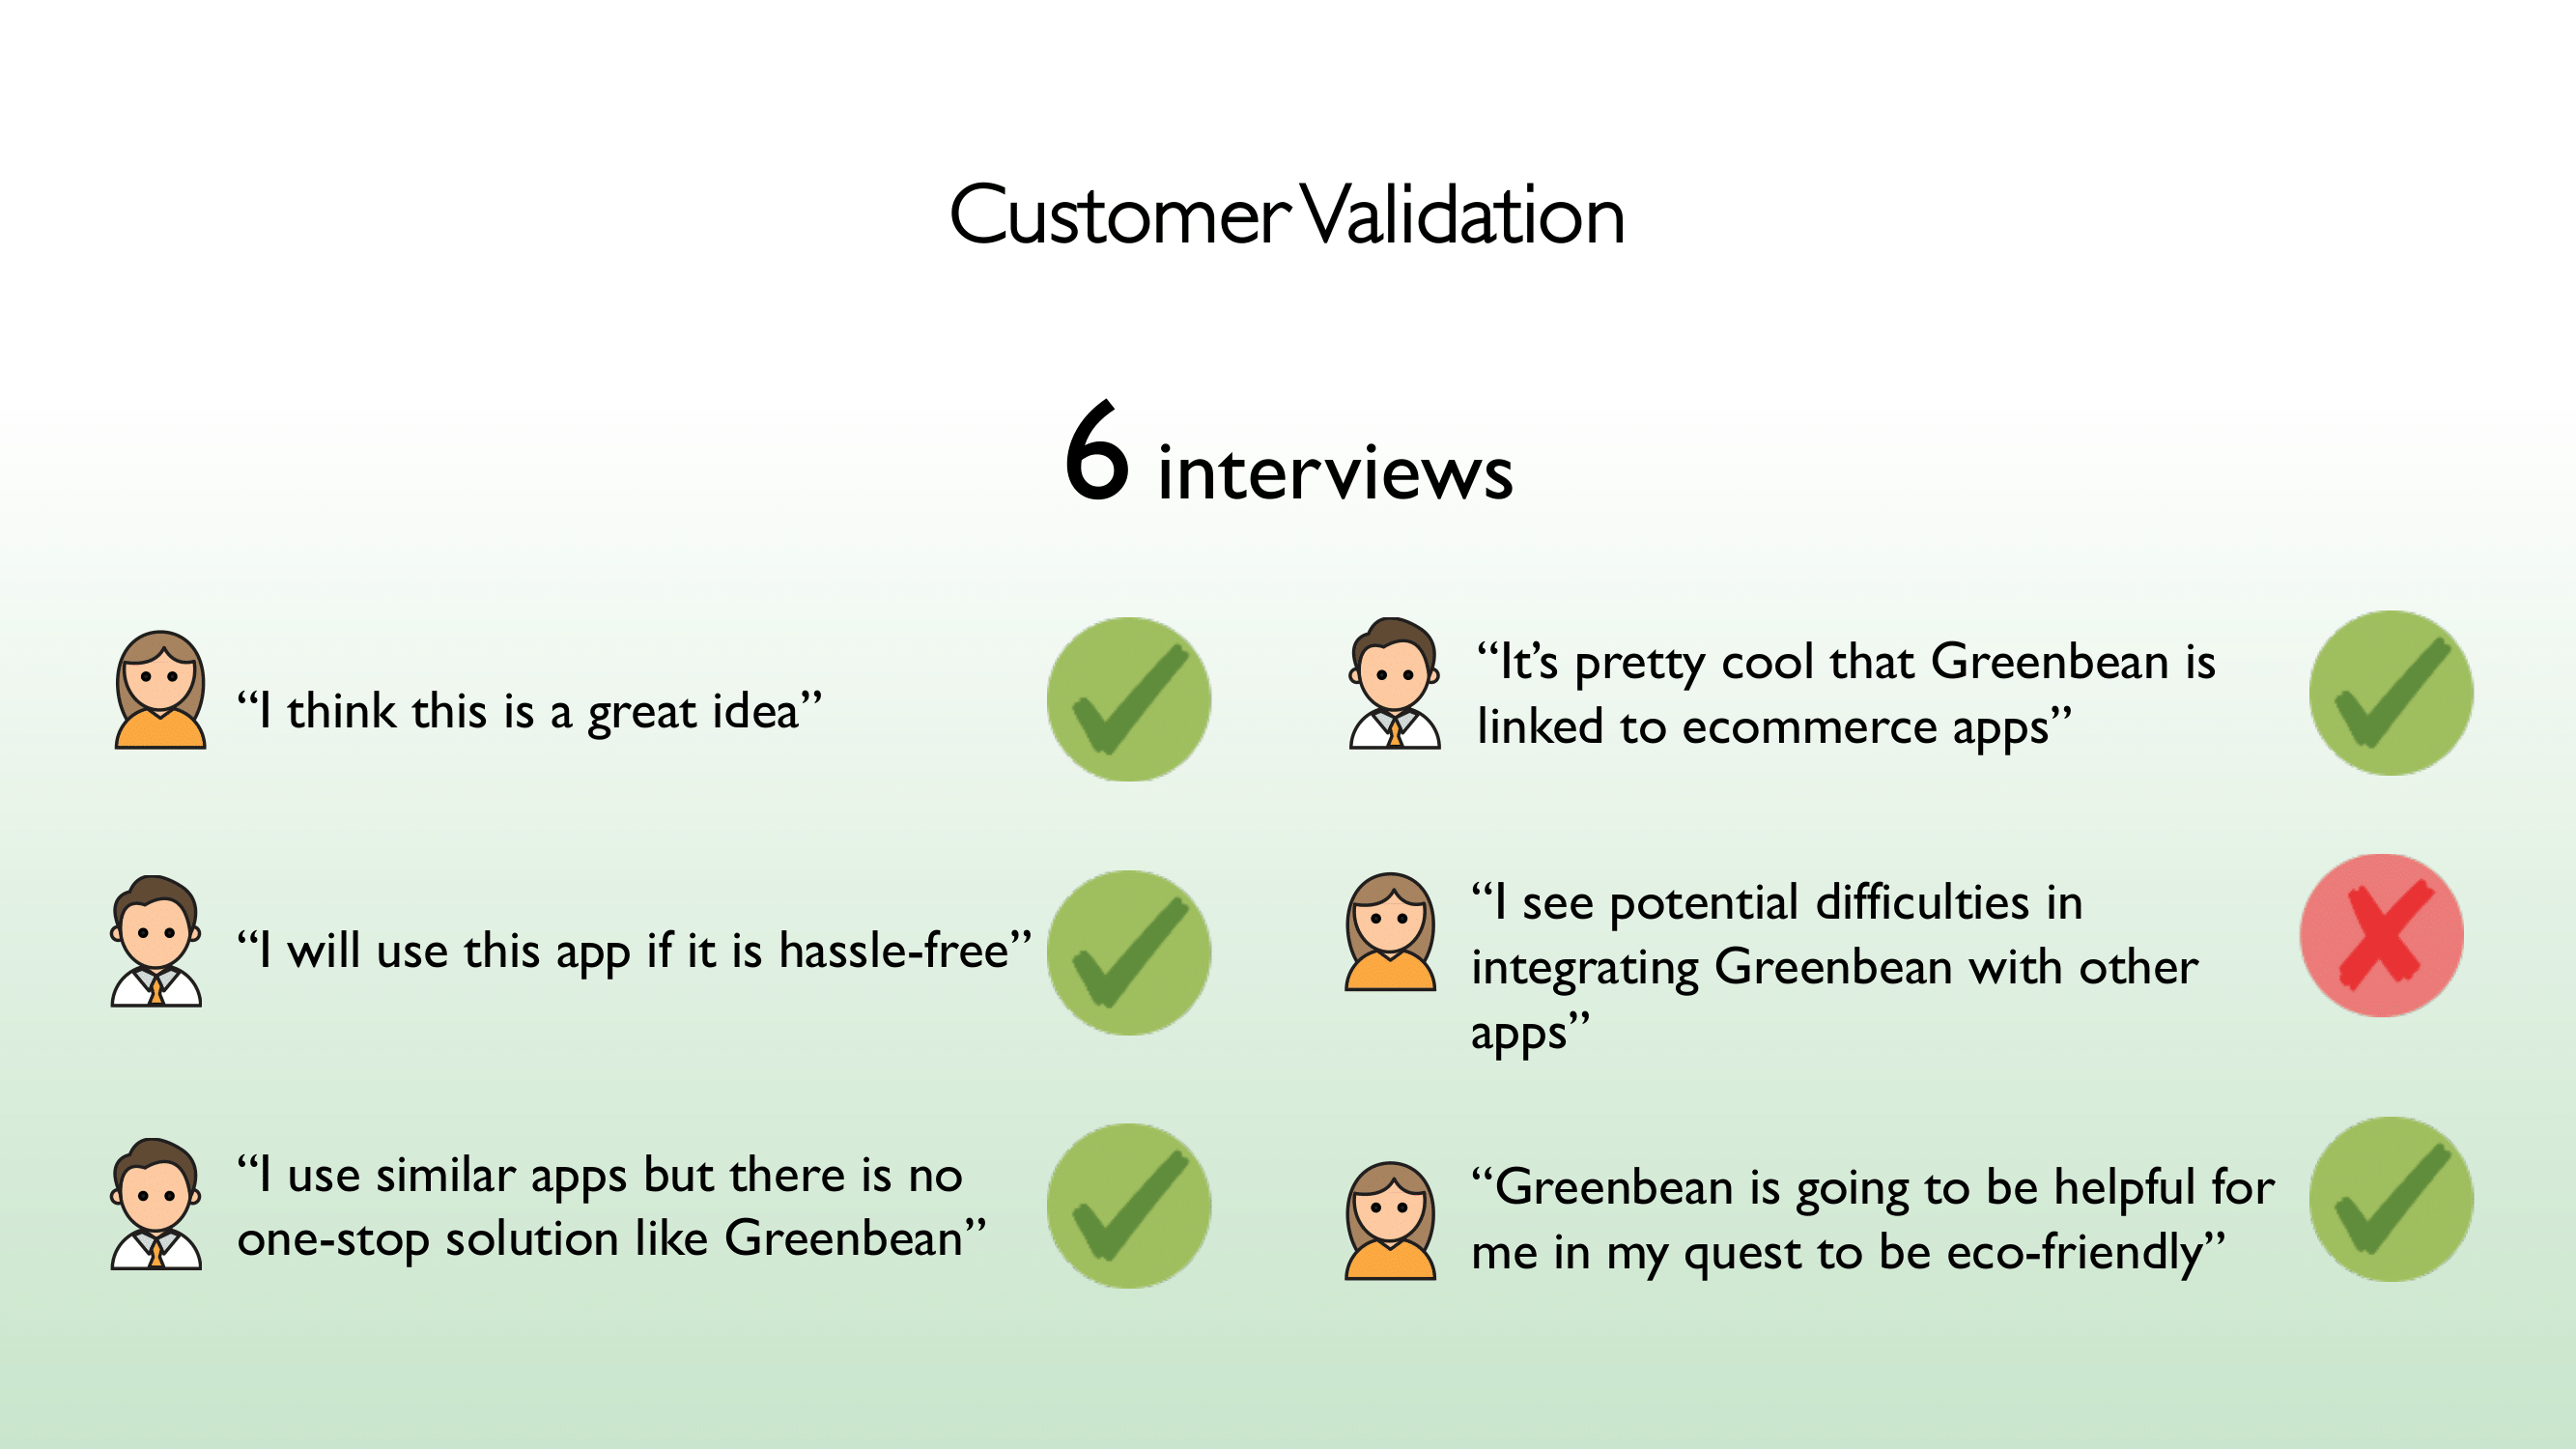 Customer Validation
6 interviews
“I think this is a great idea”
“I will use this app if it is hassle-free”
“I use similar apps but there is no
one-stop solution like Greenbean”
“It’s pretty cool that Greenbean is
linked to ecommerce apps”
“I see potential difficulties in
integrating Greenbean with other
apps”
“Greenbean is going to be helpful for
me in my quest to be eco-friendly”